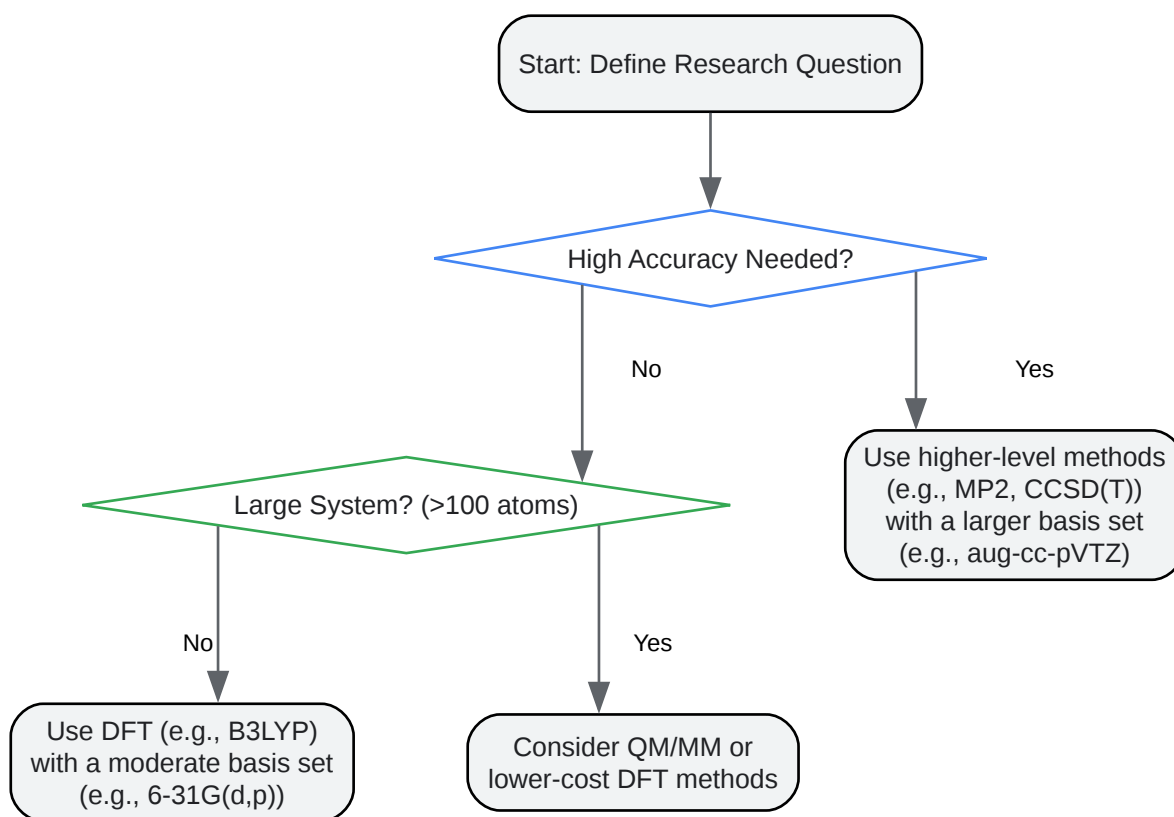 Start: Define Research Question
High Accuracy Needed?
No
Yes
Use higher-level methods
(e.g., MP2, CCSD(T))
with a larger basis set
(e.g., aug-cc-pVTZ)
Large System? (>100 atoms)
No
Yes
Use DFT (e.g., B3LYP)
with a moderate basis set
(e.g., 6-31G(d,p))
Consider QM/MM or
lower-cost DFT methods